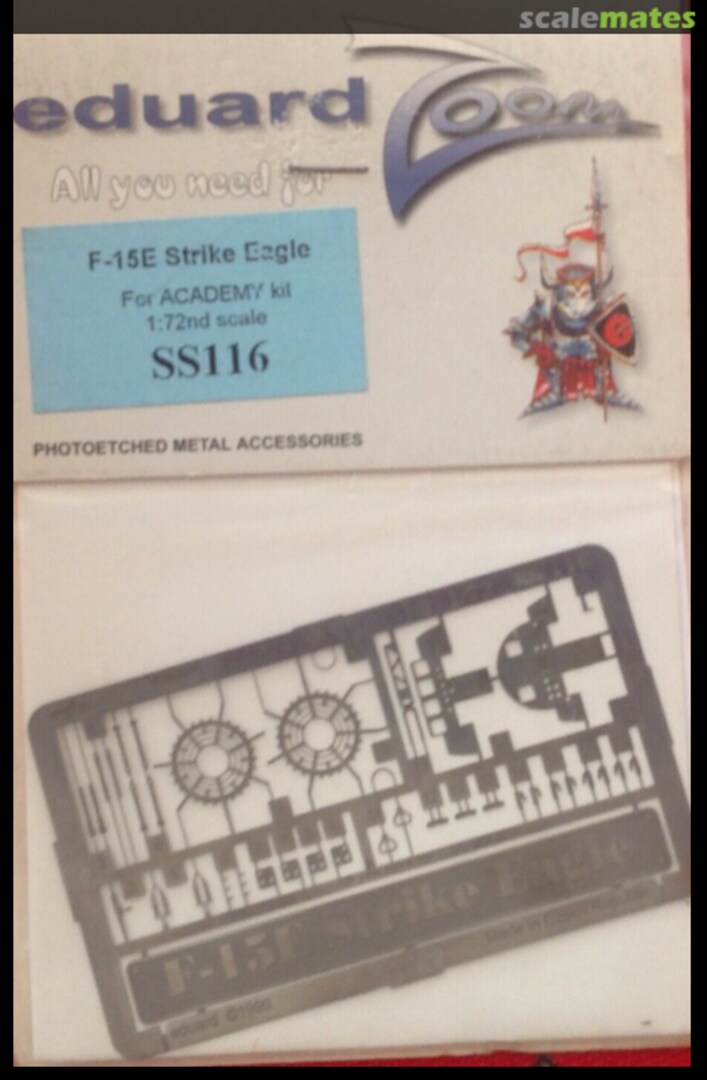 scalemates
eduard Zoom
All you need for
F-15E Strike Eagle
For ACADEMY kit
1:72nd scale
SS116
PHOTOETCHED METAL ACCESSORIES
F-15E Strike Eagle
eduard